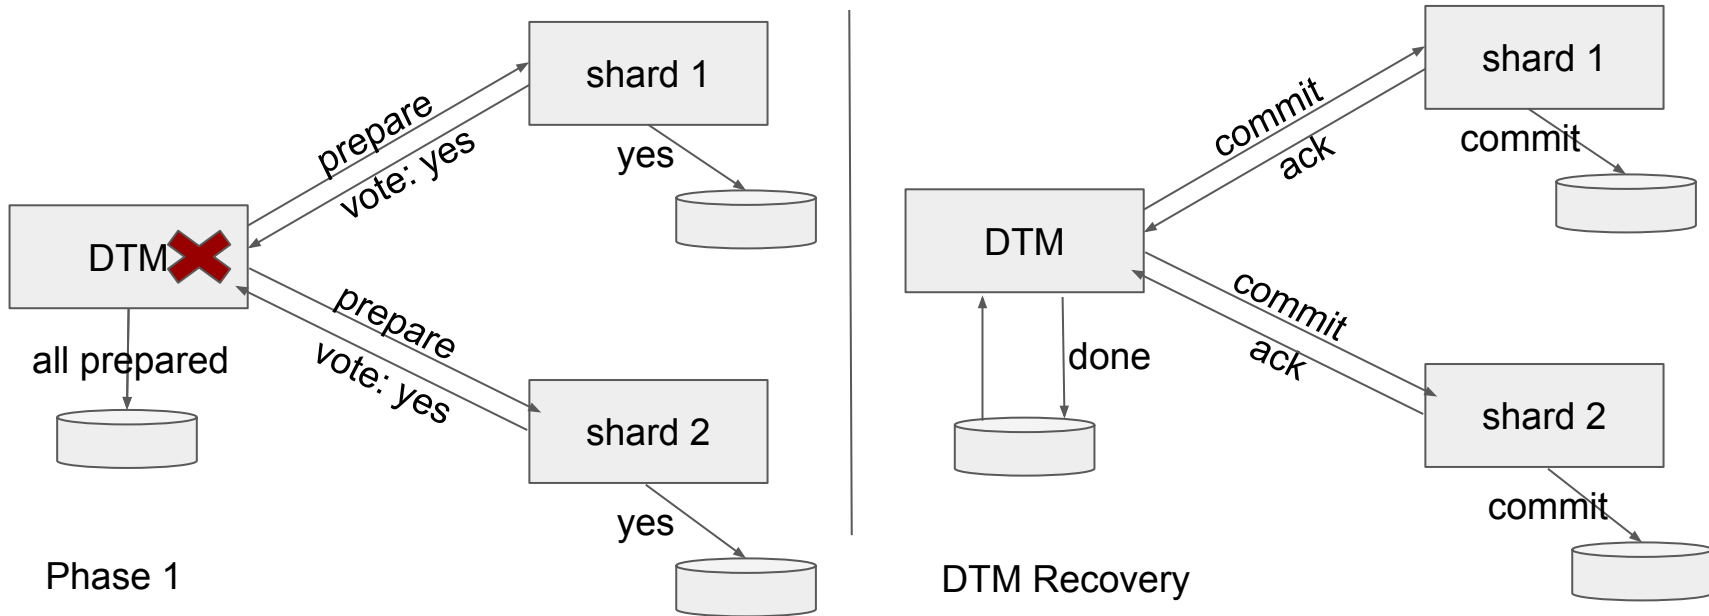 shard 1
prepare
vote: yes
yes
DTM
prepare
vote: yes
all prepared
shard 2
yes
Phase 1
shard 1
commit
ack
commit
DTM
commit
ack
done
shard 2
commit
DTM Recovery